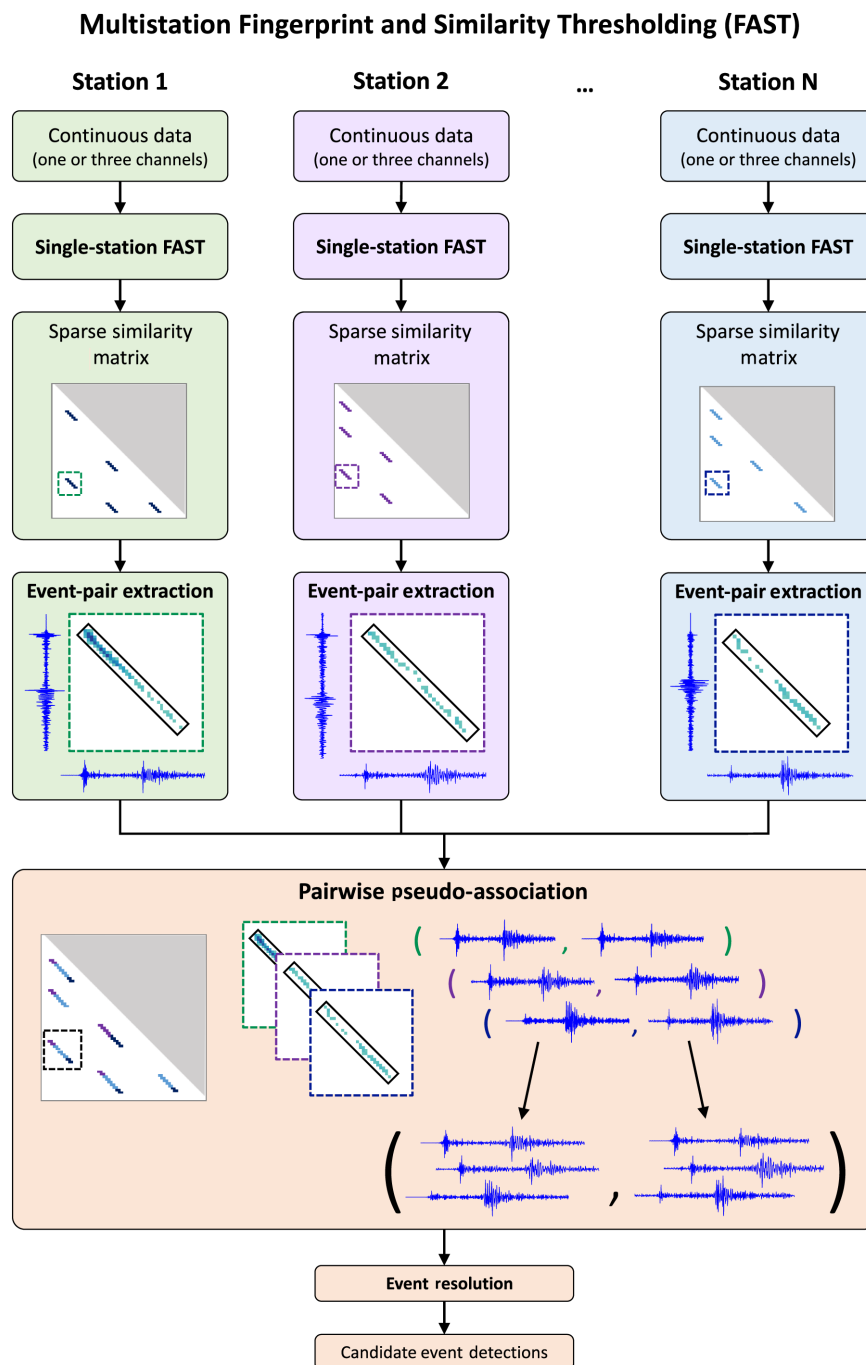 Multistation Fingerprint and Similarity Thresholding (FAST)
Station 1
Station 2
...
Station N
Continuous data
(one or three channels)
Continuous data
(one or three channels)
Continuous data
(one or three channels)
Single-station FAST
Single-station FAST
Single-station FAST
Sparse similarity
matrix
Sparse similarity
matrix
Sparse similarity
matrix
Event-pair extraction
Event-pair extraction
Event-pair extraction
Pairwise pseudo-association
( , )
( , )
( , )
( , )
Event resolution
Candidate event detections